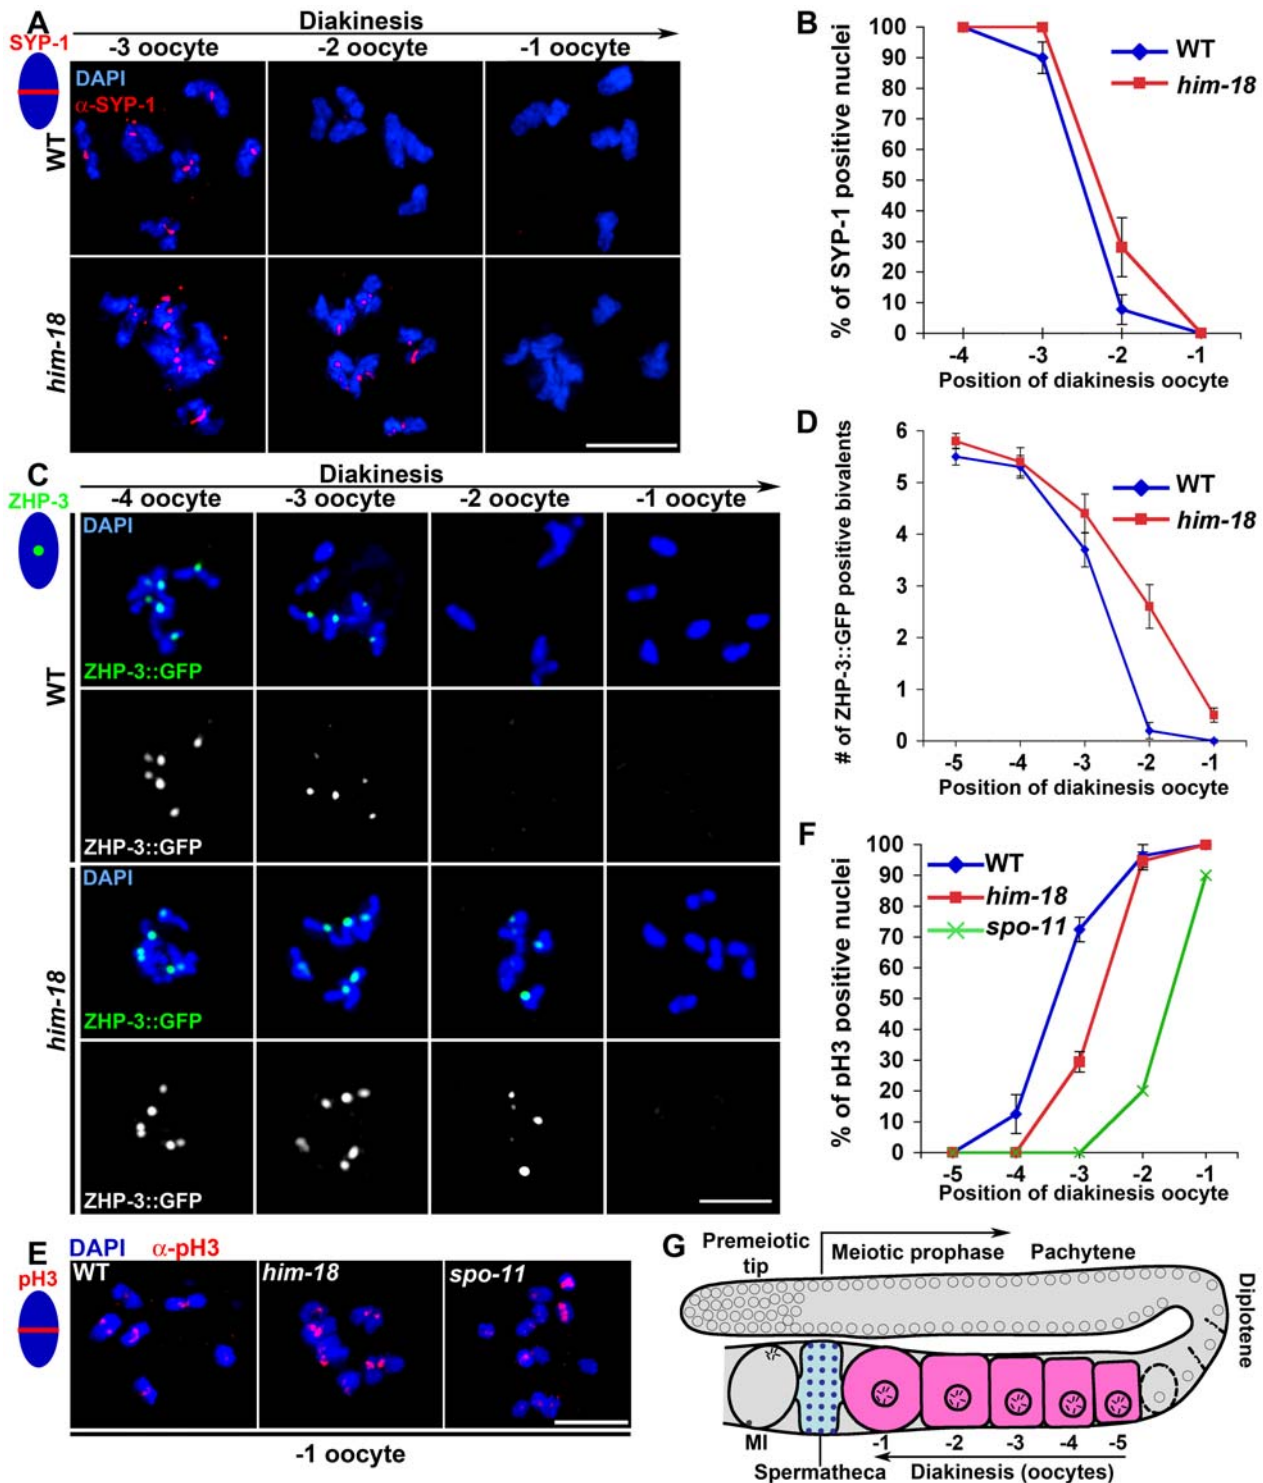 A
Diakinesis
-3 oocyte
-2 oocyte
-1 oocyte
SYP-1
DAPI
α-SYP-1
WT
him-18
B
% of SYP-1 positive nuclei
100
90
80
70
60
50
40
30
20
10
0
WT
him-18
-4
-3
-2
-1
Position of diakinesis oocyte
C
Diakinesis
-4 oocyte
-3 oocyte
-2 oocyte
-1 oocyte
ZHP-3
DAPI
ZHP-3::GFP
WT
ZHP-3::GFP
DAPI
ZHP-3::GFP
him-18
ZHP-3::GFP
D
# of ZHP-3::GFP positive bivalents
6
5
4
3
2
1
0
WT
him-18
-5
-4
-3
-2
-1
Position of diakinesis oocyte
E
DAPI α-pH3
pH3
WT
him-18
spo-11
-1 oocyte
F
% of pH3 positive nuclei
100
90
80
70
60
50
40
30
20
10
0
WT
him-18
spo-11
-5
-4
-3
-2
-1
Position of diakinesis oocyte
G
Premeiotic
tip
Meiotic prophase
Pachytene
Diplotene
MI
-1
-2
-3
-4
-5
Spermatheca
Diakinesis (oocytes)